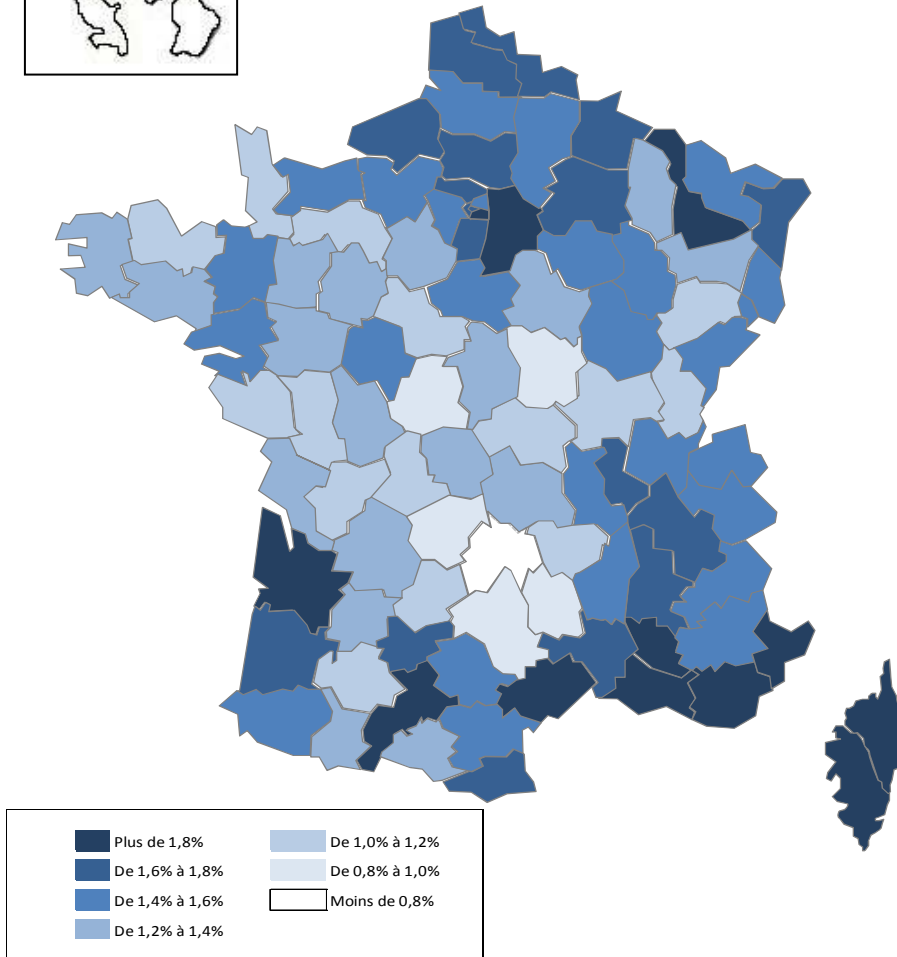 Plus de 1,8%
De 1,6% à 1,8%
De 1,4% à 1,6%
De 1,2% à 1,4%
De 1,0% à 1,2%
De 0,8% à 1,0%
Moins de 0,8%